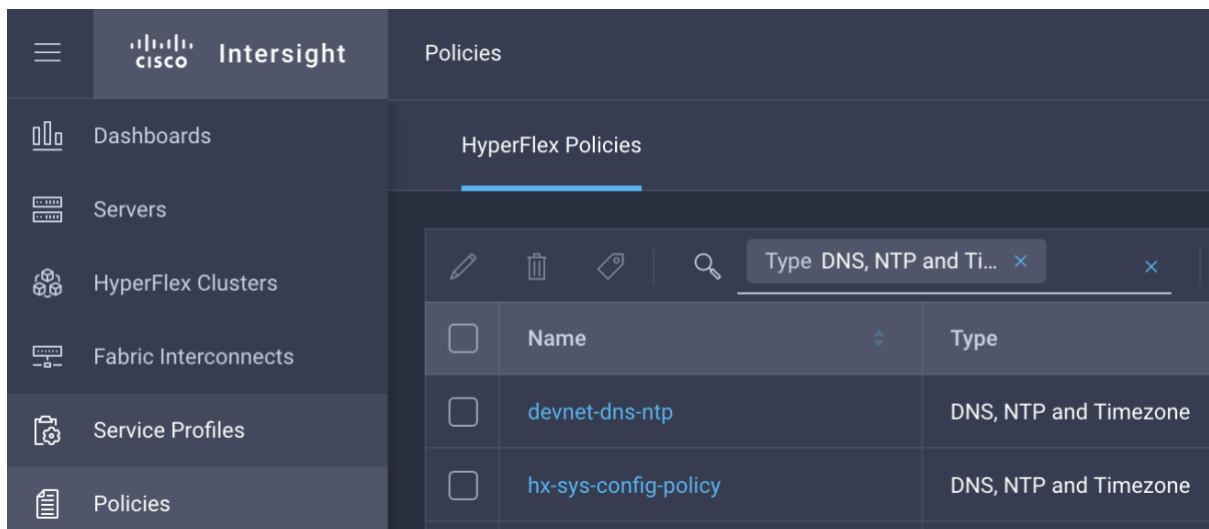 cisco Intersight
Policies
Dashboards
Servers
HyperFlex Clusters
Fabric Interconnects
Service Profiles
Policies
HyperFlex Policies
Type DNS, NTP and Ti... × ×
Name Type
devnet-dns-ntp DNS, NTP and Timezone
hx-sys-config-policy DNS, NTP and Timezone